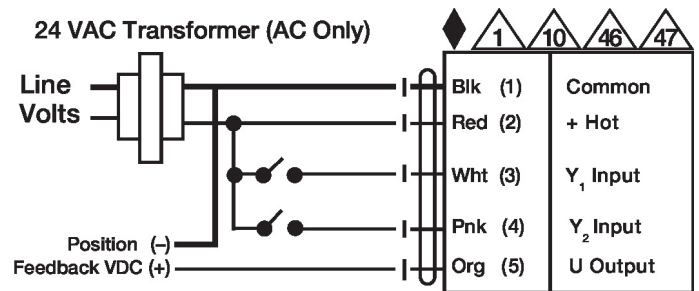 24 VAC Transformer (AC Only)
1 10 46 47
Line Volts
Blk (1) Common
Red (2) + Hot
Wht (3) Y1 Input
Pnk (4) Y2 Input
Position (–)
Feedback VDC (+)
Org (5) U Output